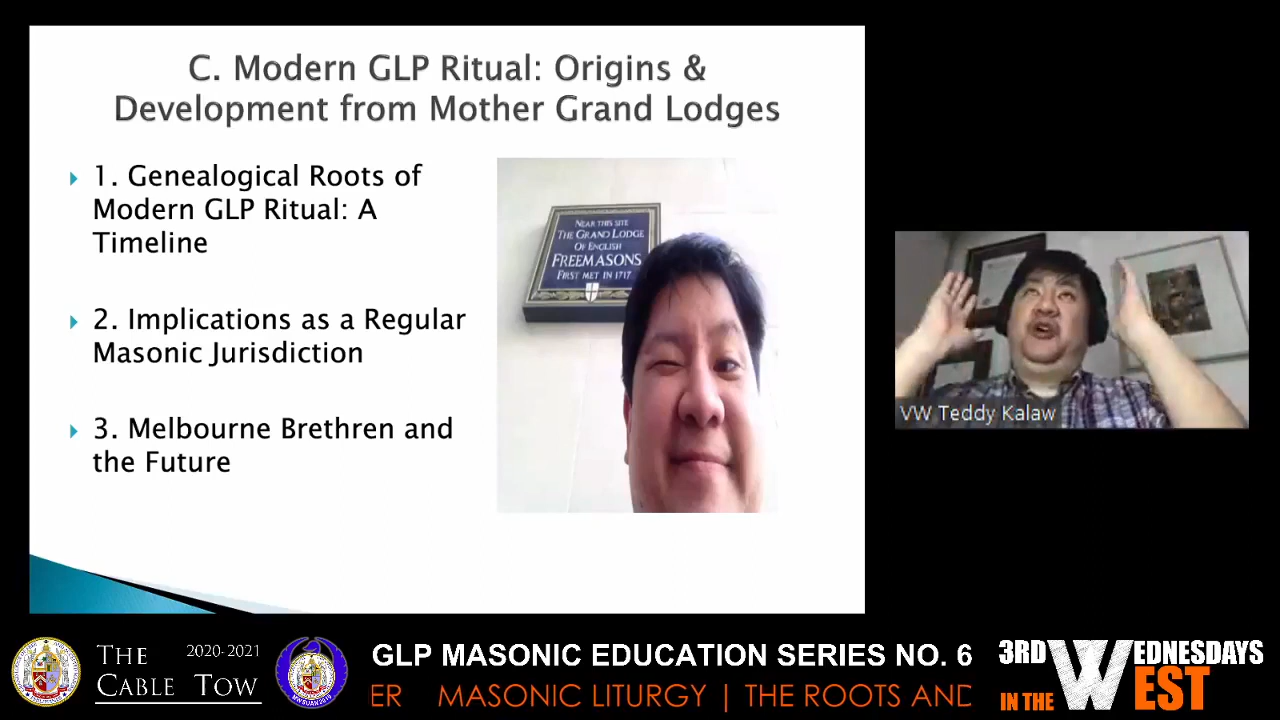 C. Modern GLP Ritual: Origins &
Development from Mother Grand Lodges
1. Genealogical Roots of
Modern GLP Ritual: A
Timeline
2. Implications as a Regular
Masonic Jurisdiction
3. Melbourne Brethren and
the Future
NEAR THIS SITE
THE GRAND LODGE
OF ENGLISH
FREEMASONS
FIRST MET IN 1717
VW Teddy Kalaw
THE 2020-2021
CABLE TOW
GLP MASONIC EDUCATION SERIES NO. 6
ER MASONIC LITURGY | THE ROOTS AND
3RD WEDNESDAYS
IN THE WEST